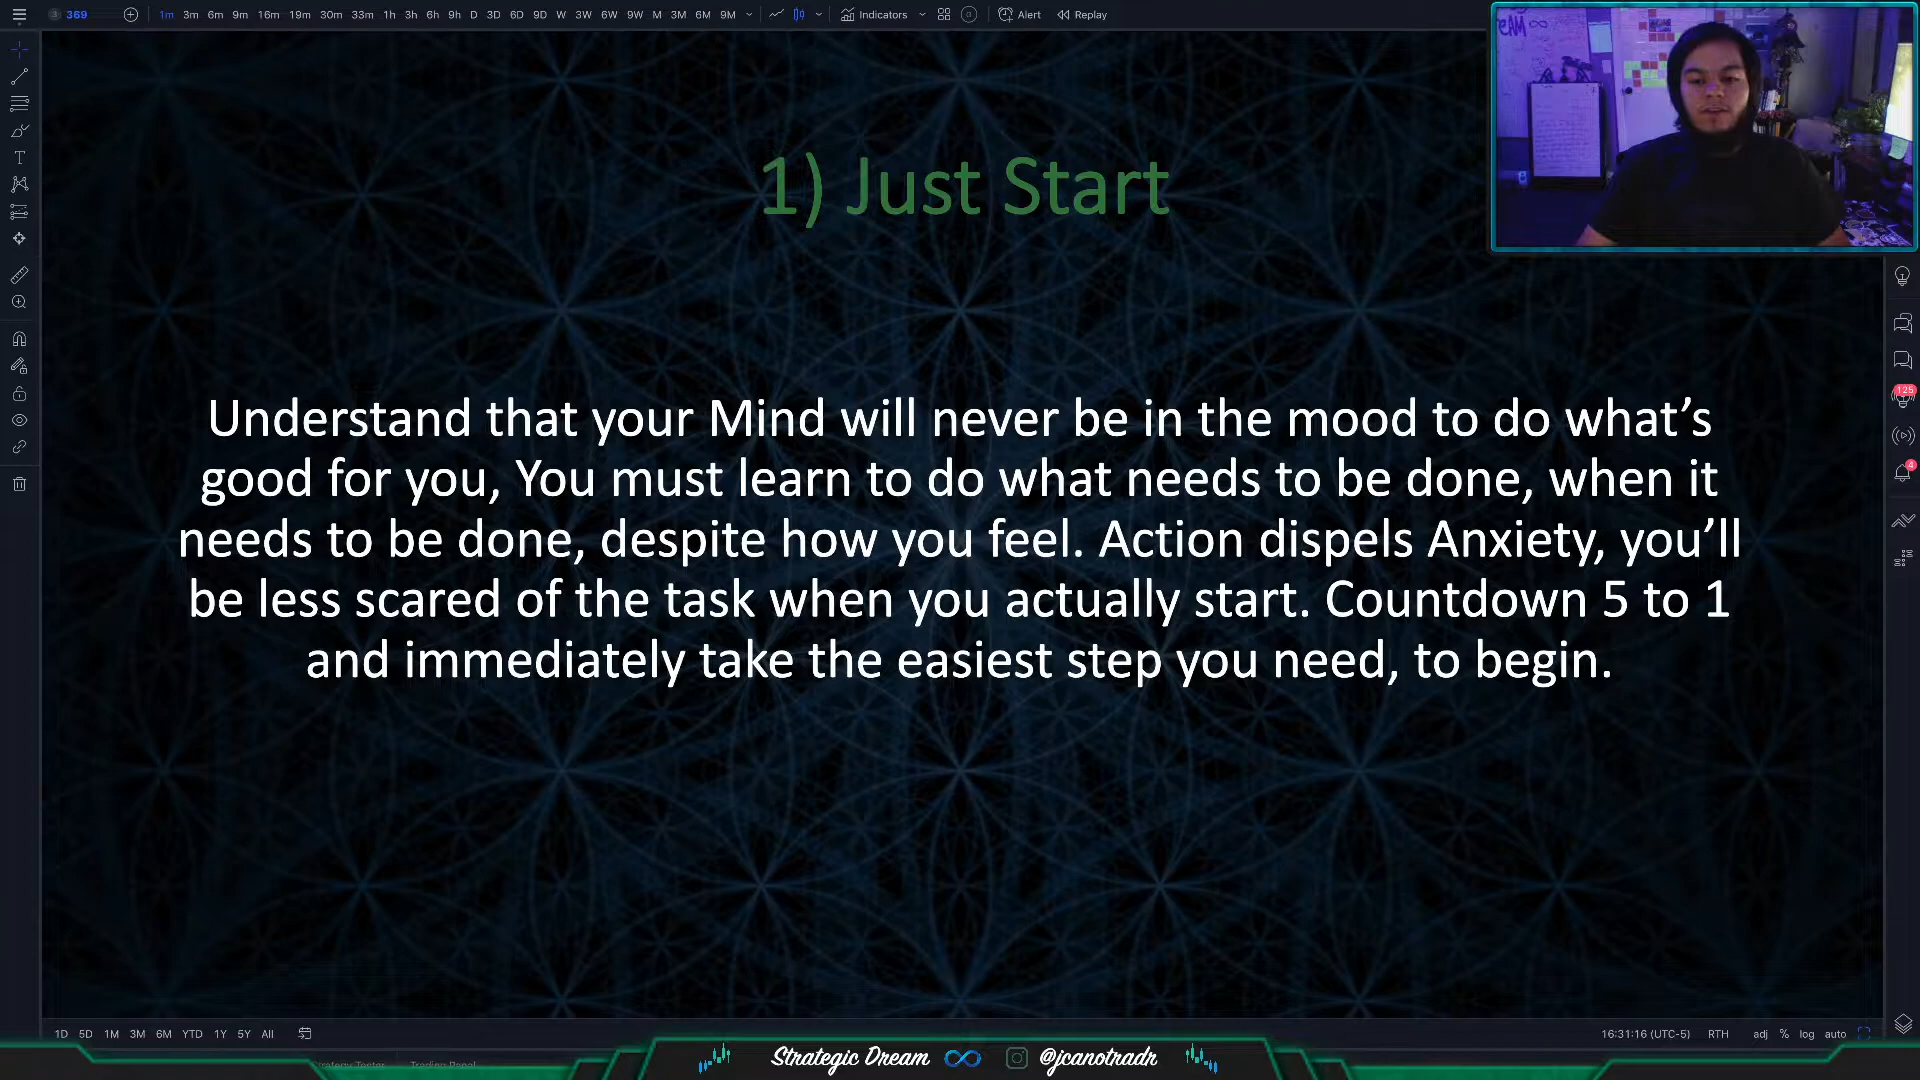 369 1m 3m 6m 9m 16m 19m 30m 33m 1h 3h 6h 9h D 3D 6D 9D W 3W 6W 9W M 3M 6M 9M Indicators Alert Replay
1) Just Start
Understand that your Mind will never be in the mood to do what’s
good for you, You must learn to do what needs to be done, when it
needs to be done, despite how you feel. Action dispels Anxiety, you’ll
be less scared of the task when you actually start. Countdown 5 to 1
and immediately take the easiest step you need, to begin.
125
4
1D 5D 1M 3M 6M YTD 1Y 5Y All 16:31:16 (UTC-5) RTH adj % log auto
Strategic Dream @jcanotradr